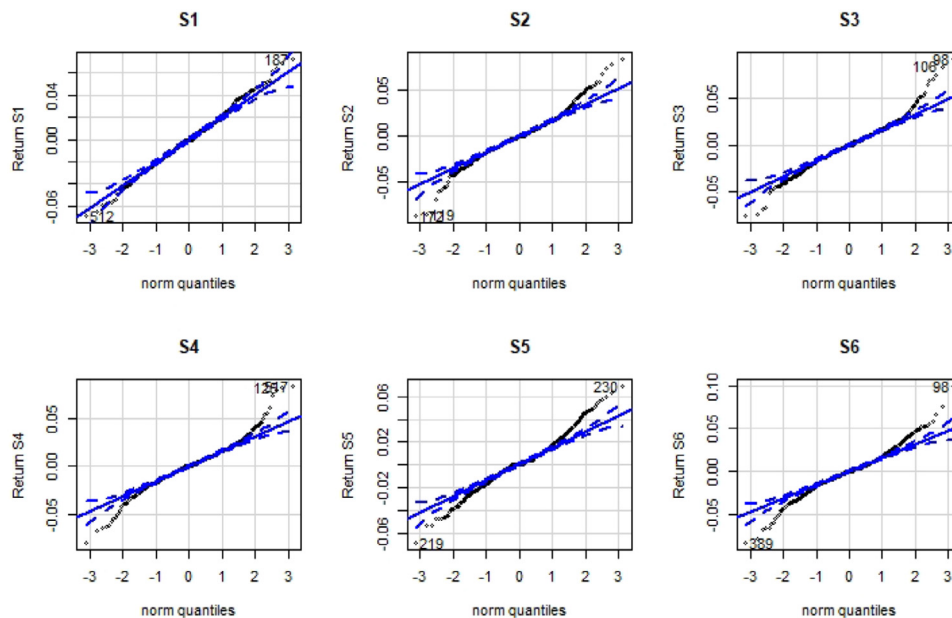 S1
S2
S3
Return S1
0.04
0.00
-0.06
187
512
-3 -2 -1 0 1 2 3
norm quantiles
Return S2
0.05
0.00
-0.05
172
119
-3 -2 -1 0 1 2 3
norm quantiles
Return S3
0.05
0.00
-0.05
98
106
-3 -2 -1 0 1 2 3
norm quantiles
S4
S5
S6
Return S4
0.05
0.00
-0.05
517
-3 -2 -1 0 1 2 3
norm quantiles
Return S5
0.06
0.02
-0.02
-0.06
230
219
-3 -2 -1 0 1 2 3
norm quantiles
Return S6
0.10
0.05
0.00
-0.05
98
389
-3 -2 -1 0 1 2 3
norm quantiles